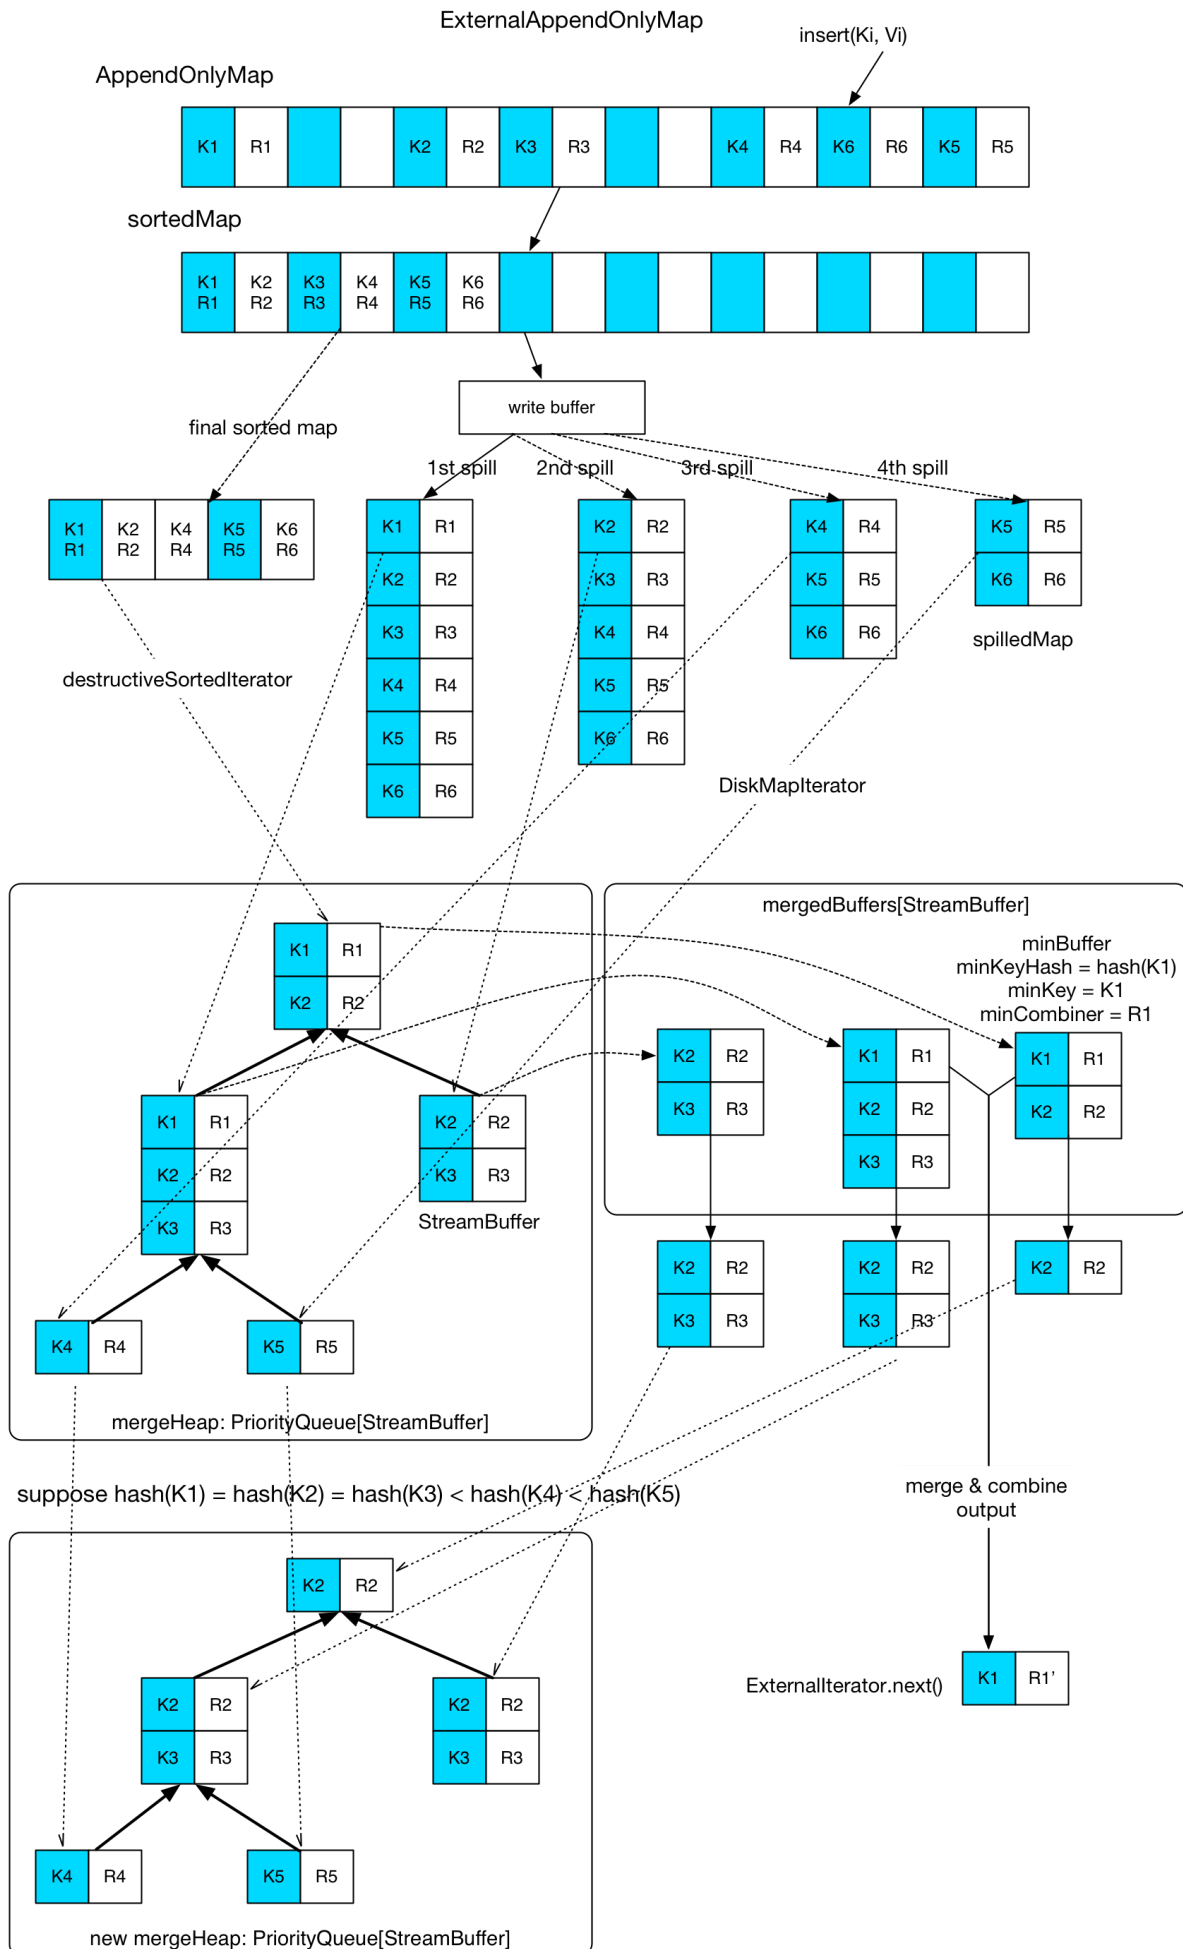 ExternalAppendOnlyMap
insert(Ki, Vi)
AppendOnlyMap
K1 R1 K2 R2 K3 R3 K4 R4 K6 R6 K5 R5
sortedMap
K1 K2 K3 K4 K5 K6
R1 R2 R3 R4 R5 R6
write buffer
final sorted map
1st spill 2nd spill 3rd spill 4th spill
K1 K2 K4 K5 K6
R1 R2 R4 R5 R6
K1 R1 K2 R2 K4 R4 K5 R5
K2 R2 K3 R3 K5 R5 K6 R6
K3 R3 K4 R4 K6 R6
spilledMap
K4 R4 K5 R5
destructiveSortedIterator
K5 R5 K6 R6
K6 R6
DiskMapIterator
mergedBuffers[StreamBuffer]
minBuffer
minKeyHash = hash(K1)
minKey = K1
minCombiner = R1
K1 R1
K2 R2
K2 R2 K1 R1 K1 R1
K3 R3 K2 R2 K2 R2
K3 R3
K1 R1 K2 R2
K2 R2 K3 R3
K3 R3
StreamBuffer
K2 R2 K2 R2 K2 R2
K3 R3 K3 R3
K4 R4 K5 R5
mergeHeap: PriorityQueue[StreamBuffer]
suppose hash(K1) = hash(K2) = hash(K3) < hash(K4) < hash(K5)
merge & combine
output
K2 R2
K2 R2 K2 R2
K3 R3 K3 R3
ExternalIterator.next()
K1 R1’
K4 R4 K5 R5
new mergeHeap: PriorityQueue[StreamBuffer]